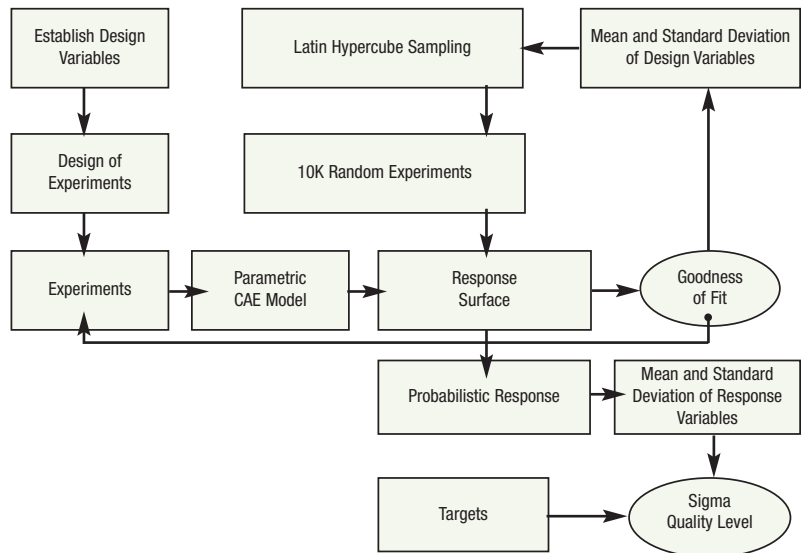 Establish Design
Variables
Latin Hypercube Sampling
Mean and Standard Deviation
of Design Variables
Design of
Experiments
10K Random Experiments
Experiments
Parametric
CAE Model
Response
Surface
Goodness
of Fit
Probabilistic Response
Mean and Standard
Deviation of Response
Variables
Targets
Sigma
Quality Level